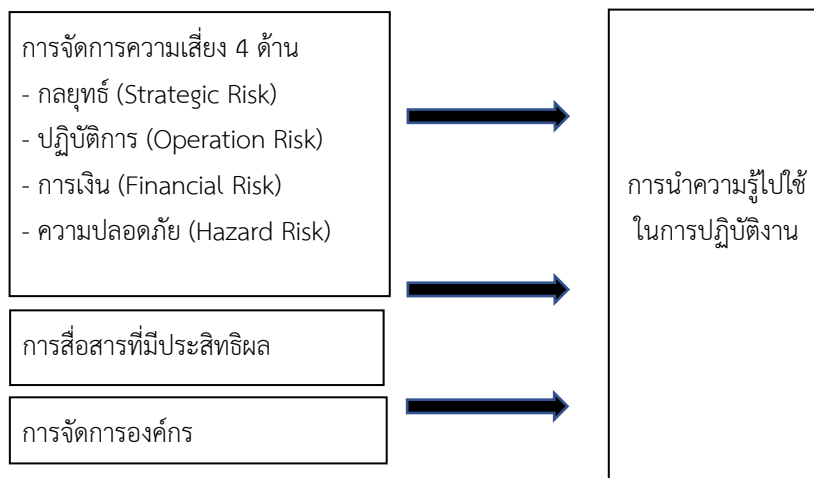 การจัดการความเสี่ยง 4 ด้าน
- กลยุทธ์ (Strategic Risk)
- ปฏิบัติการ (Operation Risk)
- การเงิน (Financial Risk)
- ความปลอดภัย (Hazard Risk)
การสื่อสารที่มีประสิทธิผล
การจัดการองค์กร
การนำความรู้ไปใช้
ในการปฏิบัติงาน